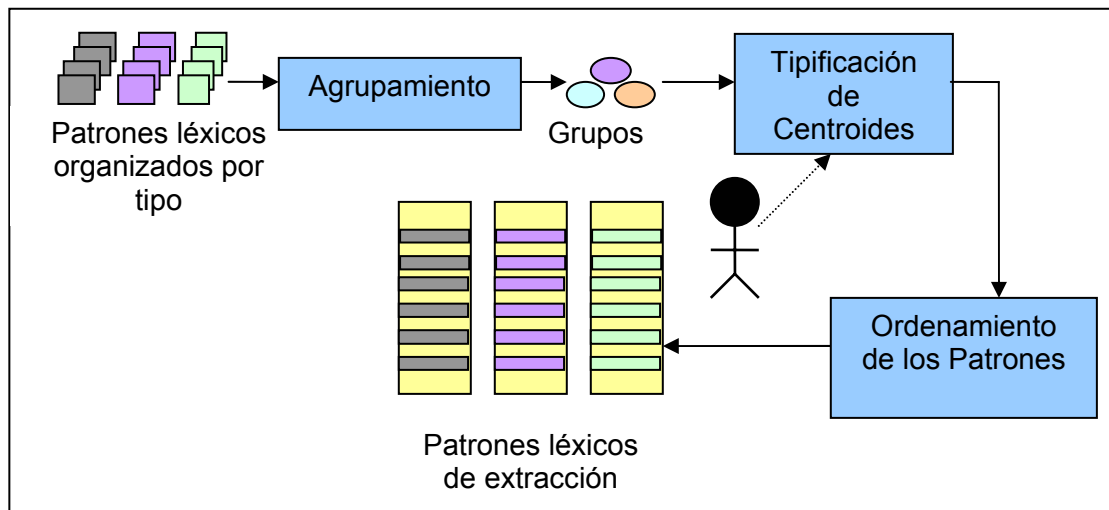 Patrones léxicos
organizados por
tipo
Agrupamiento
Grupos
Tipificación
de
Centroides
Ordenamiento
de los Patrones
Patrones léxicos
de extracción